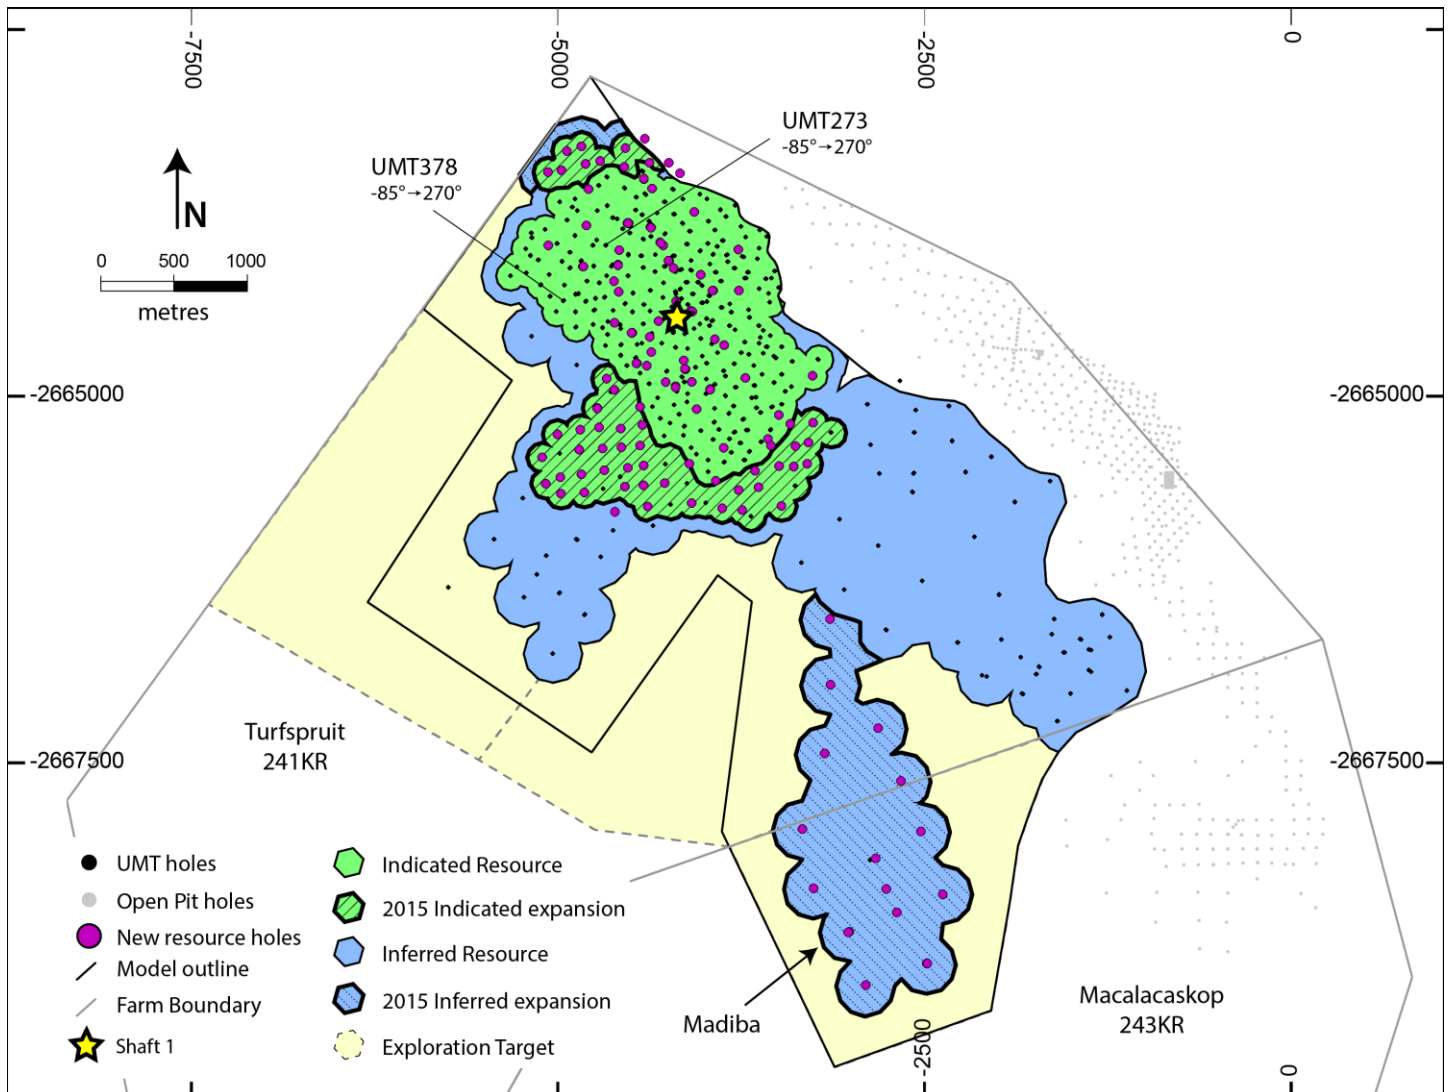 -7500
-5000
-2500
0
UMT273
-85°→270°
UMT378
-85°→270°
N
0 500 1000
metres
-2665000
-2665000
Turfspruit
241KR
-2667500
-2667500
UMT holes
Open Pit holes
New resource holes
Model outline
Farm Boundary
Shaft 1
Indicated Resource
2015 Indicated expansion
Inferred Resource
2015 Inferred expansion
Exploration Target
Madiba
Macalacaskop
243KR
-2500
0